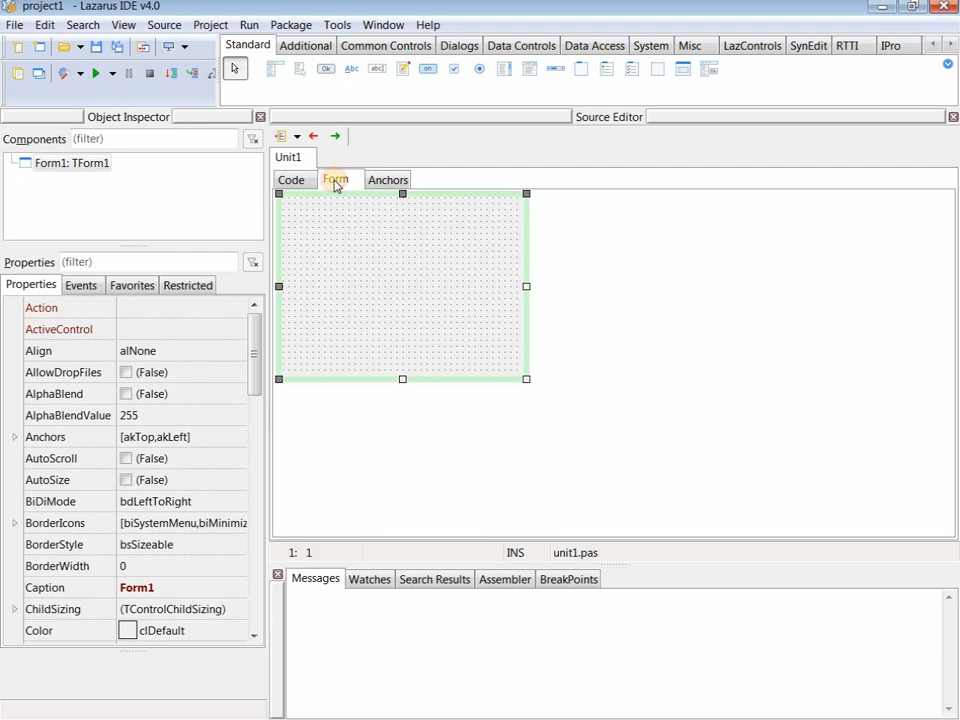 project1 - Lazarus IDE v4.0
File Edit Search View Source Project Run Package Tools Window Help
Standard Additional Common Controls Dialogs Data Controls Data Access System Misc LazControls SynEdit RTTI IPro
Ok Abc abI on
Object Inspector
Source Editor
Components (filter)
Form1: TForm1
Unit1
Code Form Anchors
Properties (filter)
Properties Events Favorites Restricted
Action
ActiveControl
Align alNone
AllowDropFiles (False)
AlphaBlend (False)
AlphaBlendValue 255
Anchors [akTop,akLeft]
AutoScroll (False)
AutoSize (False)
BiDiMode bdLeftToRight
BorderIcons [biSystemMenu,biMinimiz
BorderStyle bsSizeable
BorderWidth 0
Caption Form1
ChildSizing (TControlChildSizing)
Color clDefault
1: 1 INS unit1.pas
Messages Watches Search Results Assembler BreakPoints